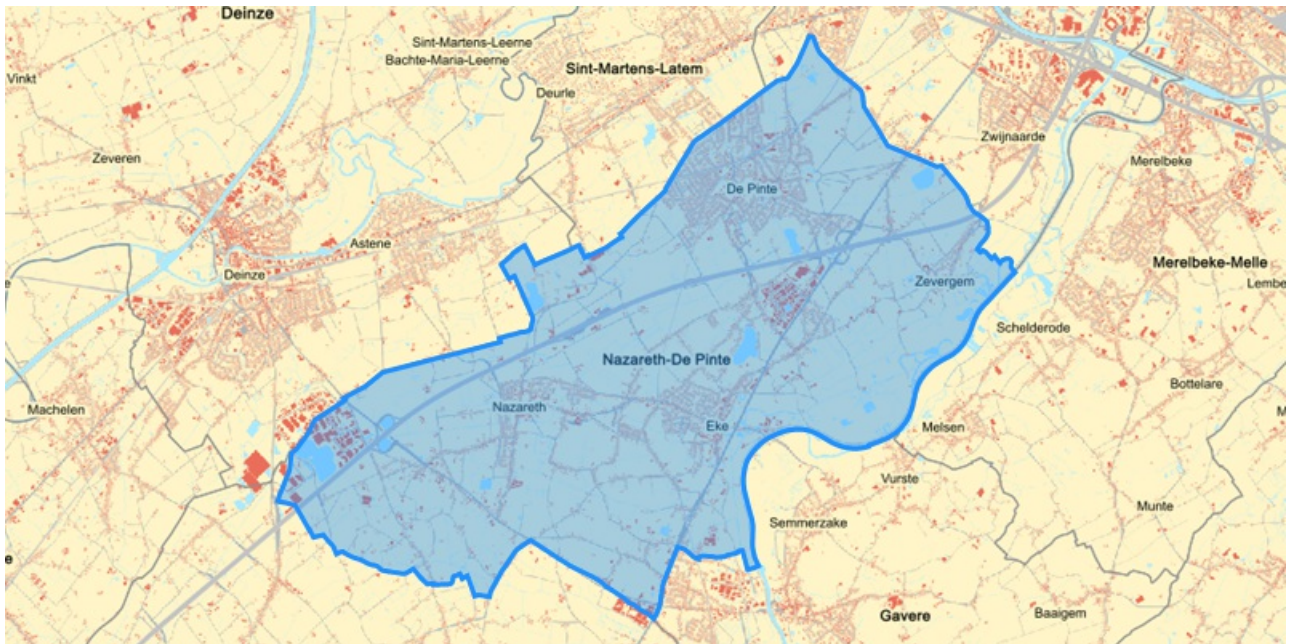 Deinze
Sint-Martens-Leerne
Bachte-Maria-Leerne
Sint-Martens-Latem
Vinkt
Deurle
Zwijnaarde
Zeveren
Merelbeke
De Pinte
Astene
Merelbeke-Melle
Deinze
Zevergem
Lembe
e
Schelderode
Nazareth-De Pinte
Bottelare
Machelen
Nazareth
M
Eke
Melsen
Vurste
Munte
Semmerzake
e
Gavere
Baaigem